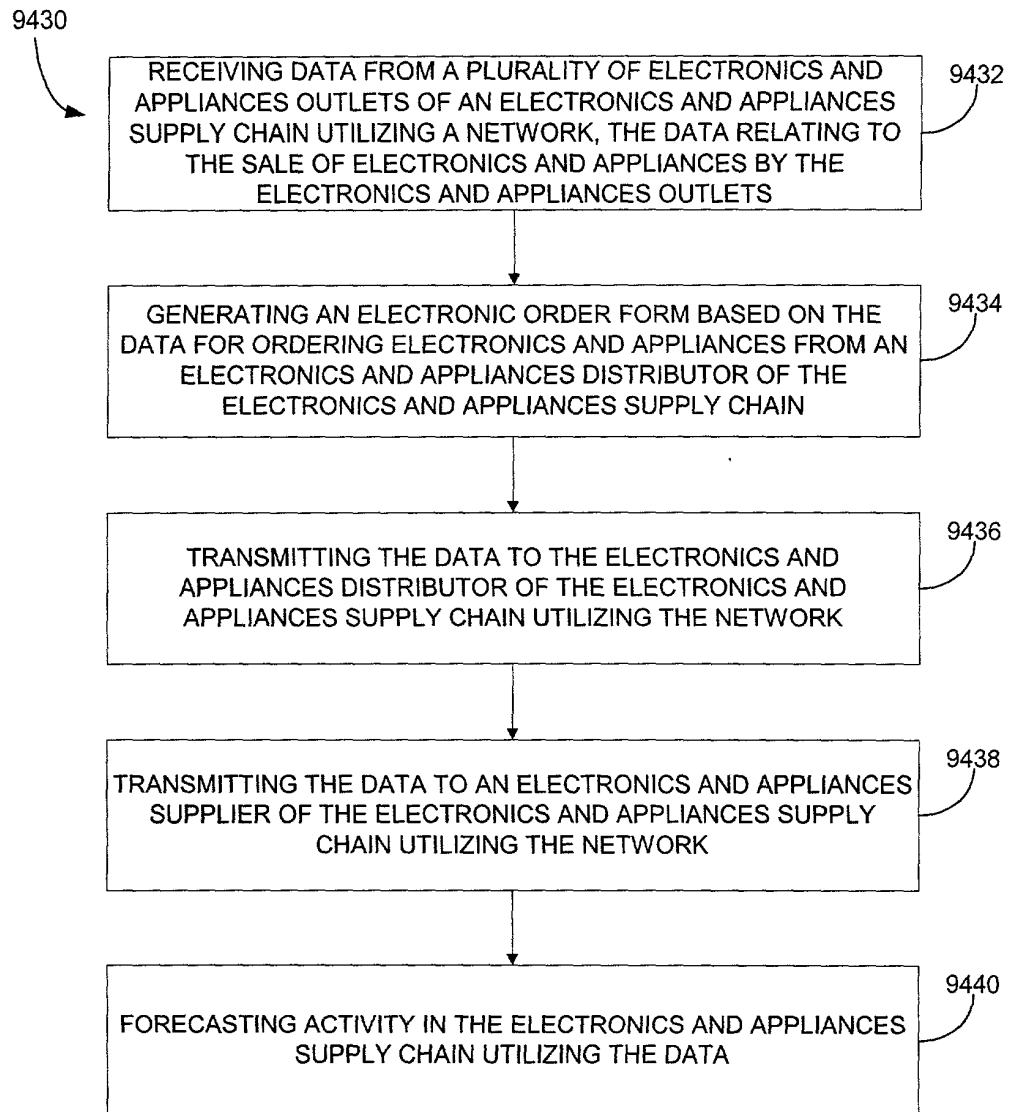 9430
RECEIVING DATA FROM A PLURALITY OF ELECTRONICS AND
APPLIANCES OUTLETS OF AN ELECTRONICS AND APPLIANCES
SUPPLY CHAIN UTILIZING A NETWORK, THE DATA RELATING TO
THE SALE OF ELECTRONICS AND APPLIANCES BY THE
ELECTRONICS AND APPLIANCES OUTLETS
9432
GENERATING AN ELECTRONIC ORDER FORM BASED ON THE
DATA FOR ORDERING ELECTRONICS AND APPLIANCES FROM AN
ELECTRONICS AND APPLIANCES DISTRIBUTOR OF THE
ELECTRONICS AND APPLIANCES SUPPLY CHAIN
9434
TRANSMITTING THE DATA TO THE ELECTRONICS AND
APPLIANCES DISTRIBUTOR OF THE ELECTRONICS AND
APPLIANCES SUPPLY CHAIN UTILIZING THE NETWORK
9436
TRANSMITTING THE DATA TO AN ELECTRONICS AND APPLIANCES
SUPPLIER OF THE ELECTRONICS AND APPLIANCES SUPPLY
CHAIN UTILIZING THE NETWORK
9438
FORECASTING ACTIVITY IN THE ELECTRONICS AND APPLIANCES
SUPPLY CHAIN UTILIZING THE DATA
9440